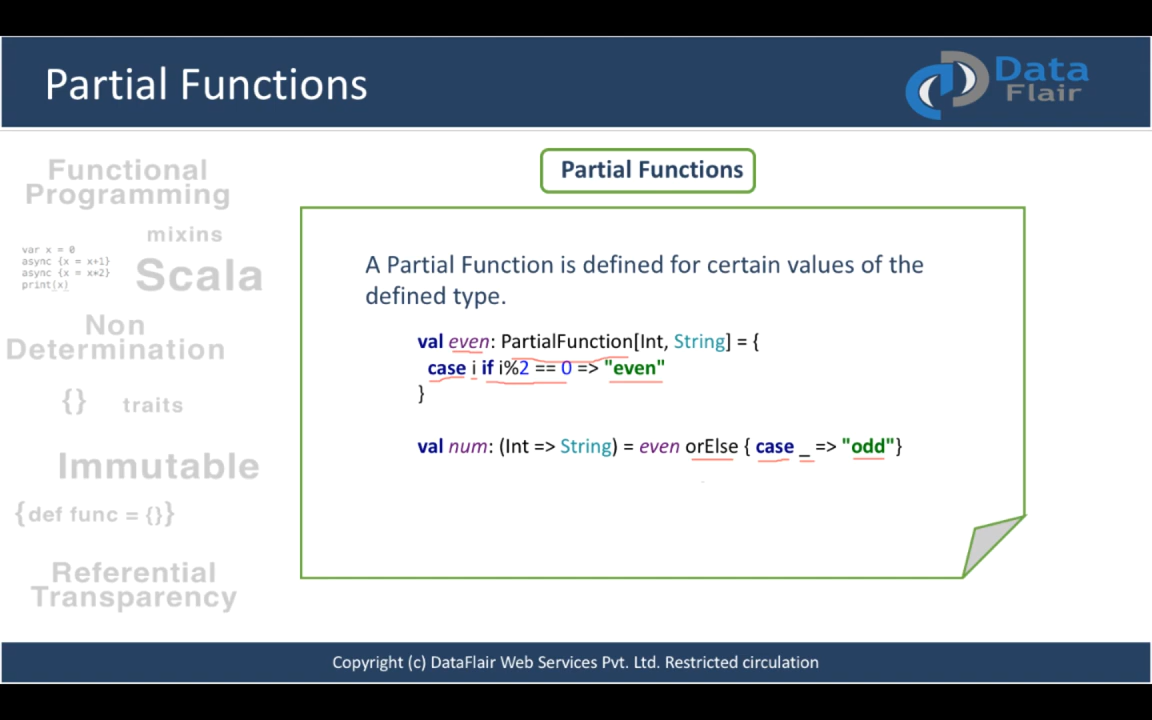 Partial Functions
Data
Flair
Functional
Programming
mixins
var x = 0
async {x = x+1}
async {x = x*2}
print(x)
Scala
Non
Determination
{} traits
Immutable
{def func = {}}
Referential
Transparency
Partial Functions
A Partial Function is defined for certain values of the
defined type.
val even: PartialFunction[Int, String] = {
case i if i%2 == 0 => "even"
}
val num: (Int => String) = even orElse { case _ => "odd"}
Copyright (c) DataFlair Web Services Pvt. Ltd. Restricted circulation